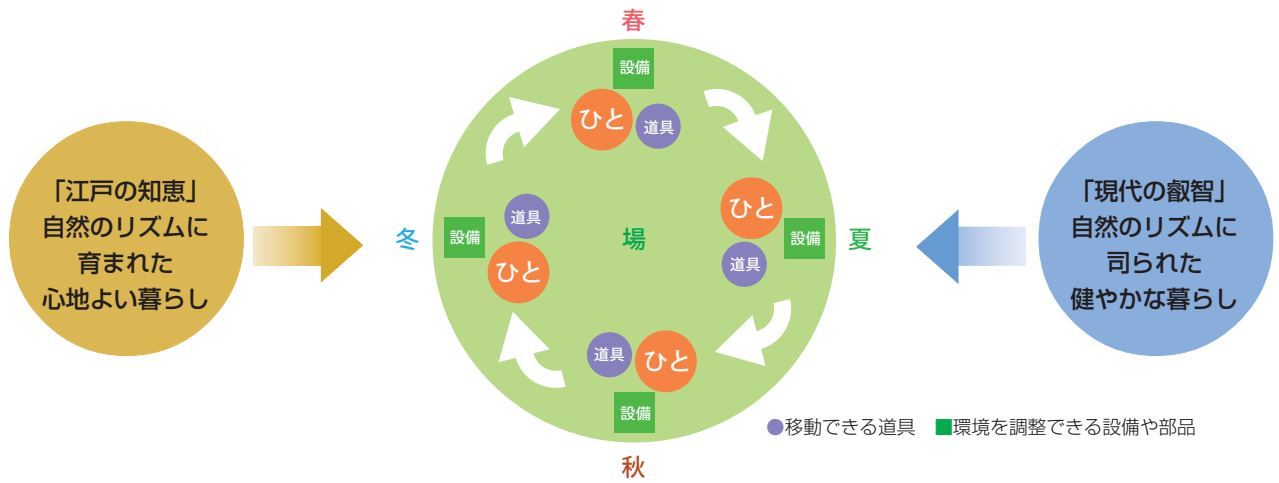 春
設備
ひと
道具
「江戸の知恵」
自然のリズムに
育まれた
心地よい暮らし
冬
設備
道具
ひと
場
ひと
道具
設備
夏
「現代の叡智」
自然のリズムに
司られた
健やかな暮らし
道具
ひと
設備
●移動できる道具 ■環境を調整できる設備や部品
秋